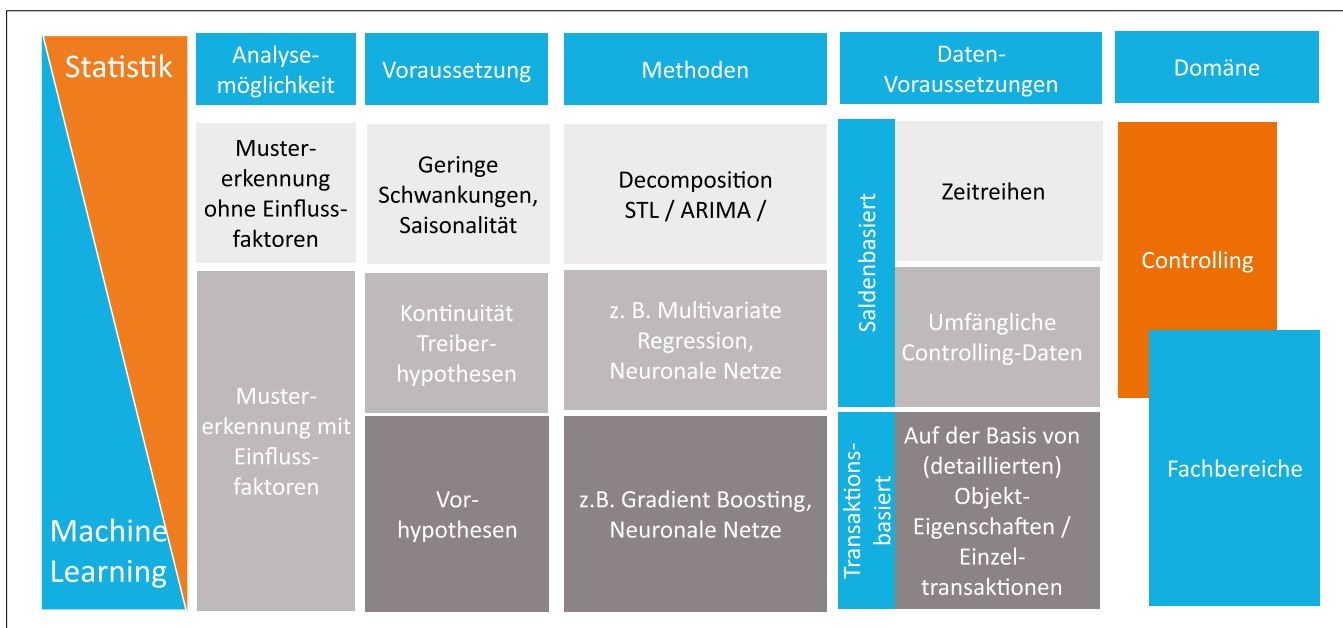 Statistik
Machine
Learning
Analyse-
möglichkeit
Voraussetzung
Methoden
Daten-
Voraussetzungen
Domäne
Muster-
erkennung
ohne Einfluss-
faktoren
Geringe
Schwankungen,
Saisonalität
Decomposition
STL / ARIMA /
Saldenbasiert
Zeitreihen
Controlling
Muster-
erkennung mit
Einfluss-
faktoren
Kontinuität
Treiber-
hypothesen
z. B. Multivariate
Regression,
Neuronale Netze
Umfängliche
Controlling-Daten
Fachbereiche
Vor-
hypothesen
z.B. Gradient Boosting,
Neuronale Netze
Transaktions-
basiert
Auf der Basis von
(detaillierten)
Objekt-
Eigenschaften /
Einzel-
transaktionen